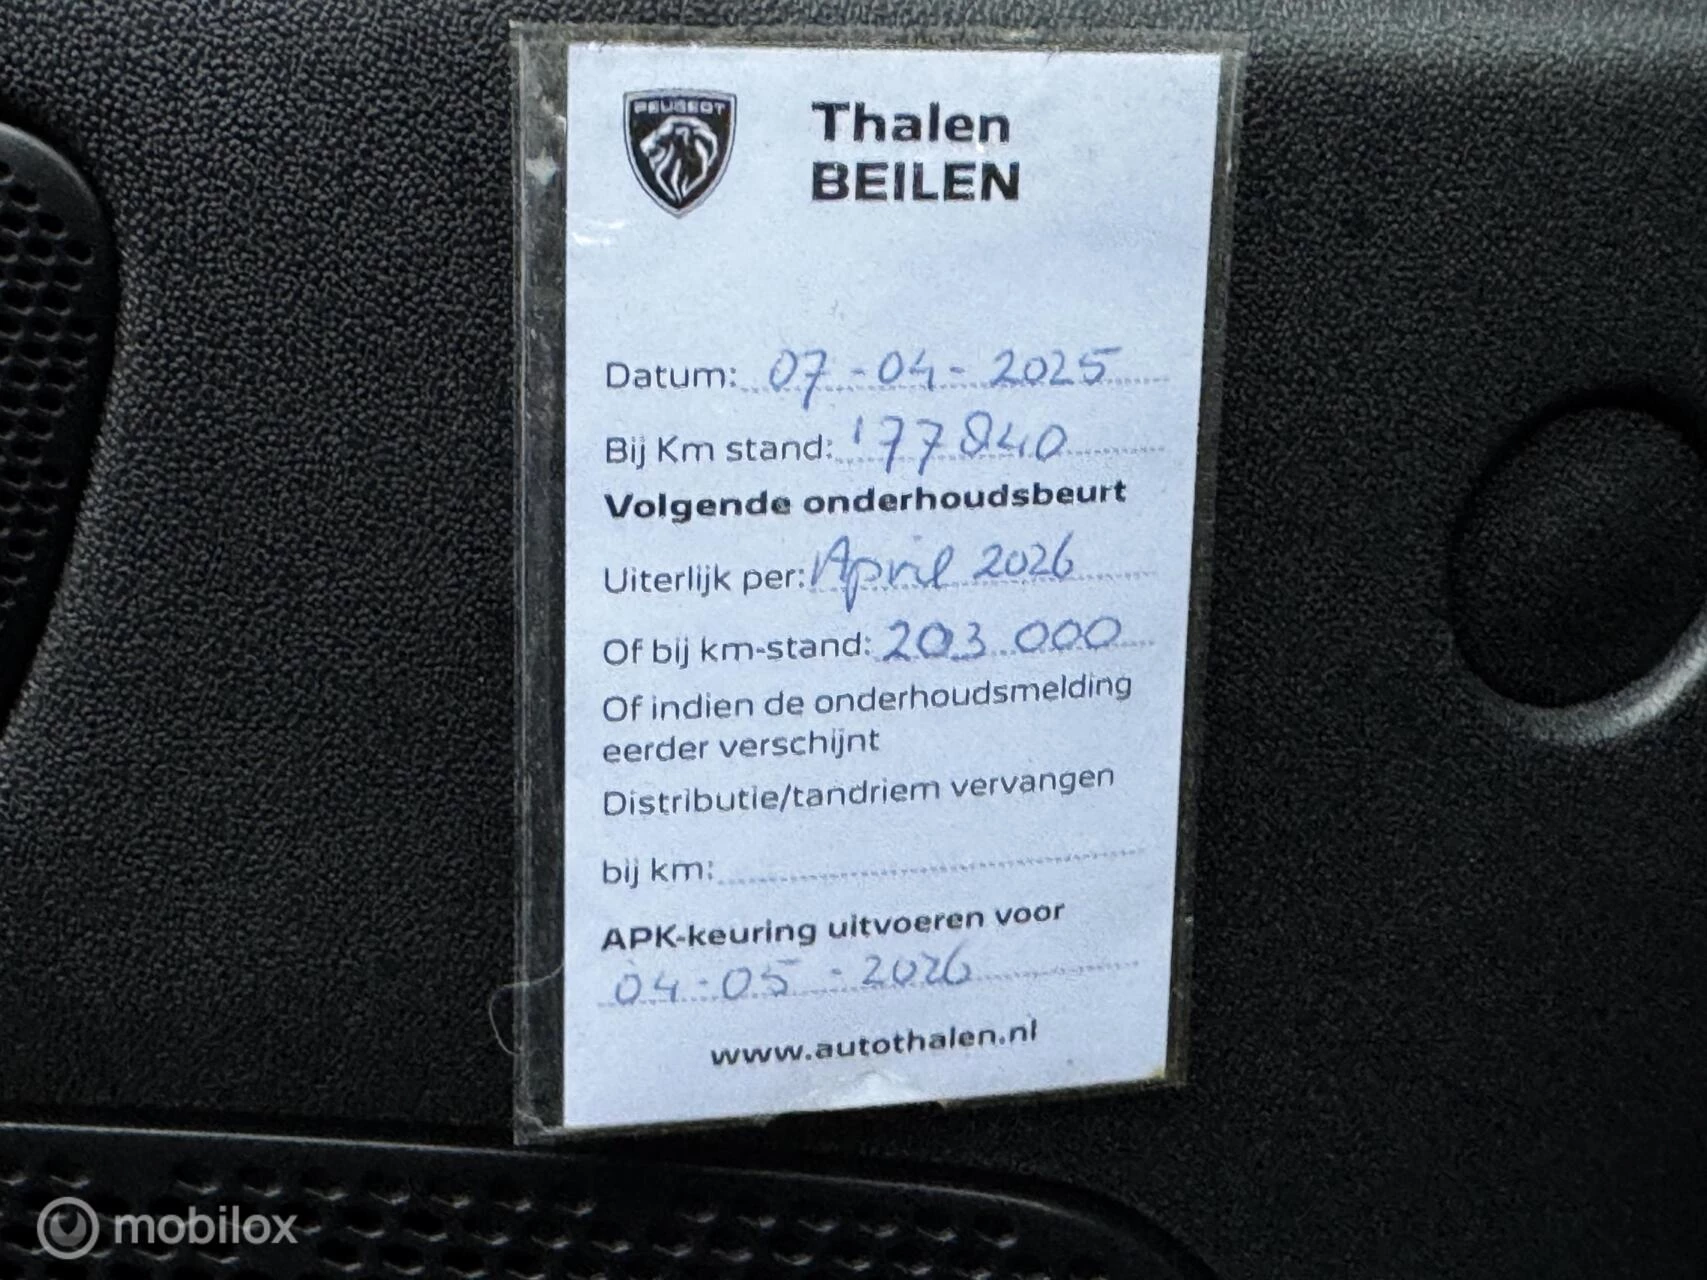 PEUGEOT
Thalen
BEILEN
Datum: 07-04-2025
Bij Km stand: 177840
Volgende onderhoudsbeurt
Uiterlijk per: April 2026
Of bij km-stand: 203.000
Of indien de onderhoudsmelding
eerder verschijnt
Distributie/tandriem vervangen
bij km:
APK-keuring uitvoeren voor
04-05-2026
www.autothalen.nl
mobilox